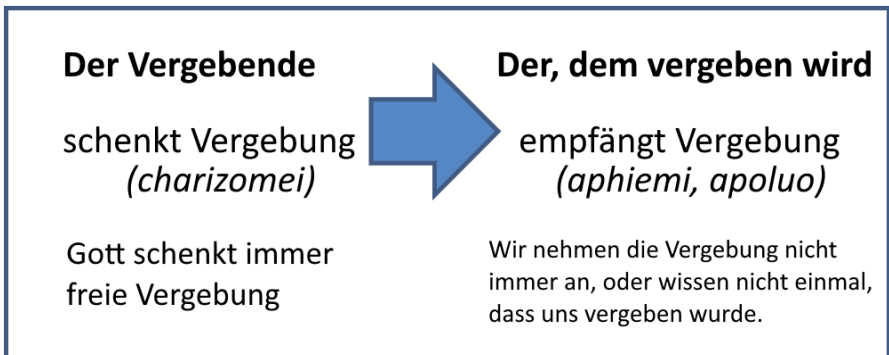 Der Vergebende
schenkt Vergebung
(charizomei)
Gott schenkt immer
freie Vergebung
Der, dem vergeben wird
empfängt Vergebung
(aphiemi, apoluo)
Wir nehmen die Vergebung nicht
immer an, oder wissen nicht einmal,
dass uns vergeben wurde.